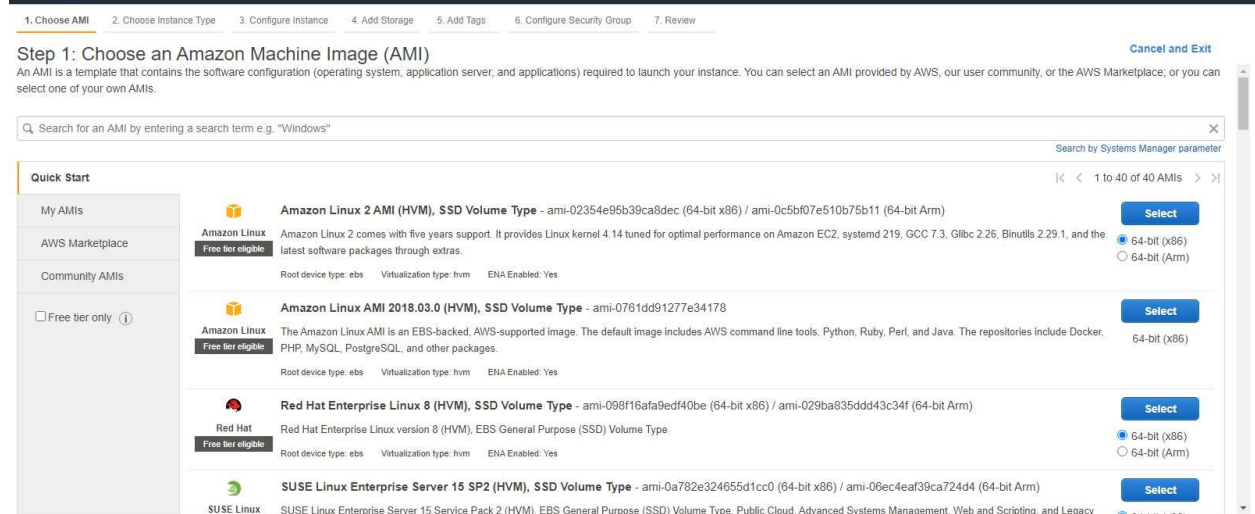 1. Choose AMI 2. Choose Instance Type 3. Configure Instance 4. Add Storage 5. Add Tags 6. Configure Security Group 7. Review
Step 1: Choose an Amazon Machine Image (AMI)
Cancel and Exit
An AMI is a template that contains the software configuration (operating system, application server, and applications) required to launch your instance. You can select an AMI provided by AWS, our user community, or the AWS Marketplace; or you can
select one of your own AMIs.
Search for an AMI by entering a search term e.g. "Windows"
Search by Systems Manager parameter
Quick Start
1 to 40 of 40 AMIs
My AMIs
AWS Marketplace
Community AMIs
Free tier only
Amazon Linux
Free tier eligible
Amazon Linux 2 AMI (HVM), SSD Volume Type - ami-02354e95b39ca8dec (64-bit x86) / ami-0c5bf07e510b75b11 (64-bit Arm)
Amazon Linux 2 comes with five years support. It provides Linux kernel 4.14 tuned for optimal performance on Amazon EC2, systemd 219, GCC 7.3, Glibc 2.26, Binutils 2.29.1, and the
latest software packages through extras.
Root device type: ebs Virtualization type: hvm ENA Enabled: Yes
Select
64-bit (x86)
64-bit (Arm)
Amazon Linux
Free tier eligible
Amazon Linux AMI 2018.03.0 (HVM), SSD Volume Type - ami-0761dd91277e34178
The Amazon Linux AMI is an EBS-backed, AWS-supported image. The default image includes AWS command line tools, Python, Ruby, Perl, and Java. The repositories include Docker,
PHP, MySQL, PostgreSQL, and other packages.
Root device type: ebs Virtualization type: hvm ENA Enabled: Yes
Select
64-bit (x86)
Red Hat
Free tier eligible
Red Hat Enterprise Linux 8 (HVM), SSD Volume Type - ami-098f16afa9edf40be (64-bit x86) / ami-029ba835ddd43c34f (64-bit Arm)
Red Hat Enterprise Linux version 8 (HVM), EBS General Purpose (SSD) Volume Type
Root device type: ebs Virtualization type: hvm ENA Enabled: Yes
Select
64-bit (x86)
64-bit (Arm)
SUSE Linux
SUSE Linux Enterprise Server 15 SP2 (HVM), SSD Volume Type - ami-0a782e324655d1cc0 (64-bit x86) / ami-06ec4eaf39ca724d4 (64-bit Arm)
SUSE Linux Enterprise Server 15 Service Pack 2 (HVM), EBS General Purpose (SSD) Volume Type. Public Cloud, Advanced Systems Management, Web and Scripting, and Legacy
Select